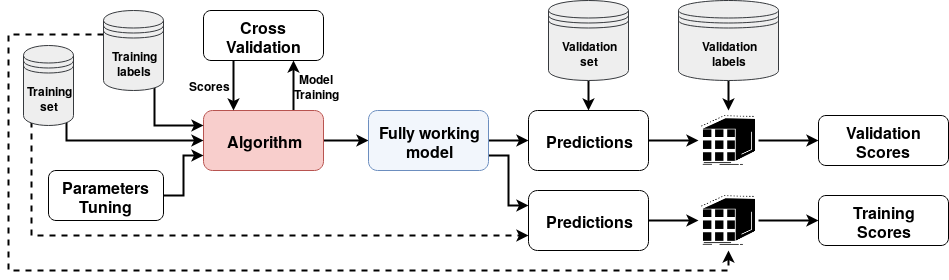 Training
set
Training
labels
Cross
Validation
Scores
Model
Training
Algorithm
Parameters
Tuning
Fully working
model
Validation
set
Validation
labels
Predictions
Validation
Scores
Predictions
Training
Scores